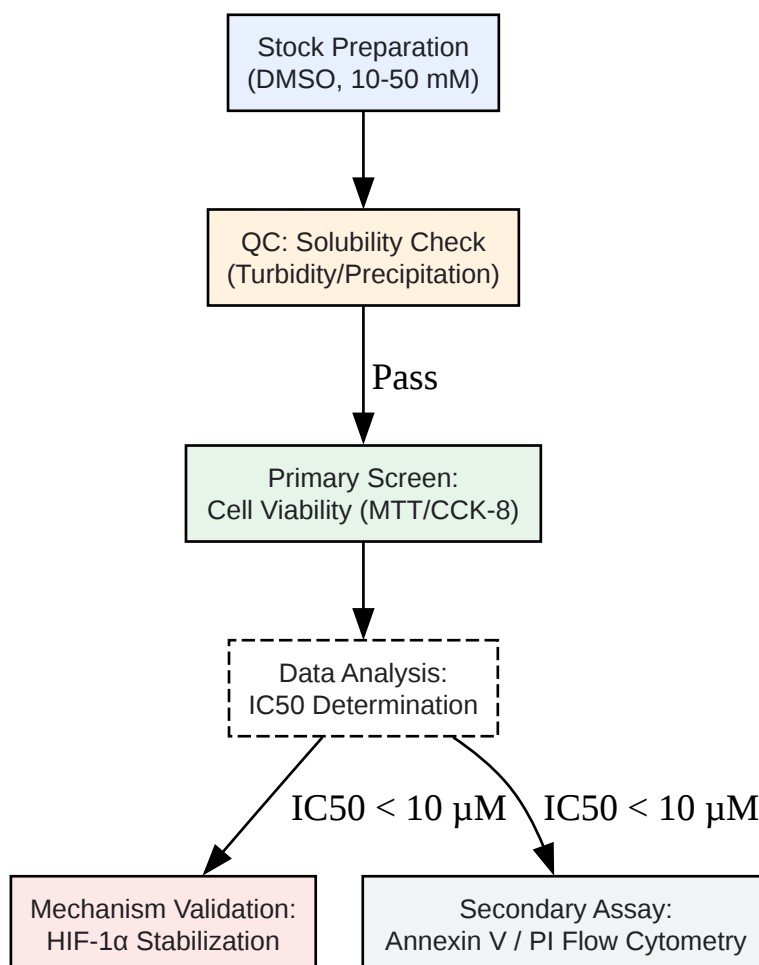 Stock Preparation
(DMSO, 10-50 mM)
QC: Solubility Check
(Turbidity/Precipitation)
Pass
Primary Screen:
Cell Viability (MTT/CCK-8)
Data Analysis:
IC50 Determination
IC50 < 10 µM
IC50 < 10 µM
Mechanism Validation:
HIF-1α Stabilization
Secondary Assay:
Annexin V / PI Flow Cytometry